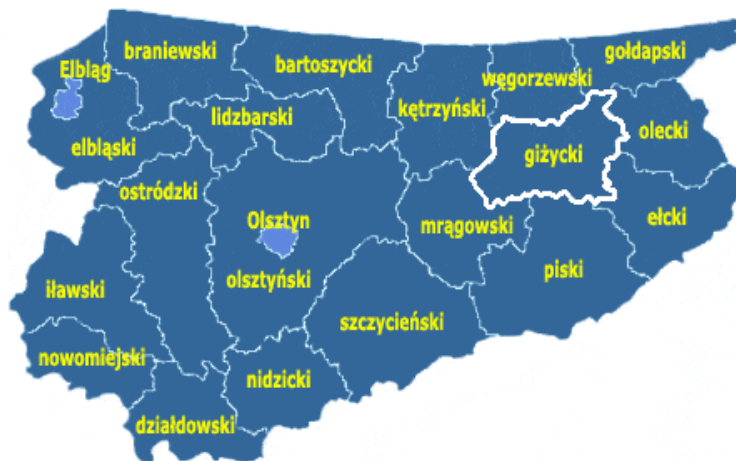 braniewski
gołdapski
bartoszycki
Elbląg
węgorzewski
kętrzyński
lidzbarski
olecki
elbląski
giżycki
ostródzki
ełcki
Olsztyn
mrągowski
piski
olsztyński
iławski
szczycieński
nowomiejski
nidzicki
działdowski